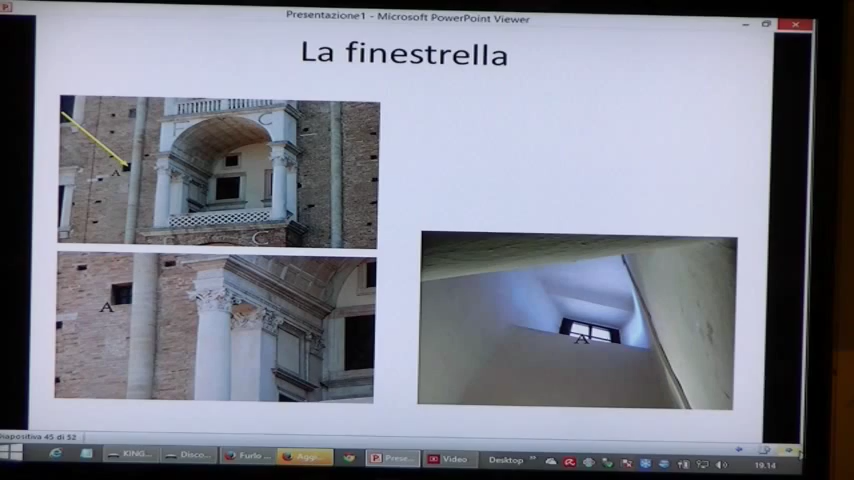 Presentazione1 - Microsoft PowerPoint Viewer
La finestrella
C
A
C
A
A
Diapositiva 45 di 52
KING...
Disco...
Furlo ...
Aggi...
Prese...
Video
Desktop
19.14